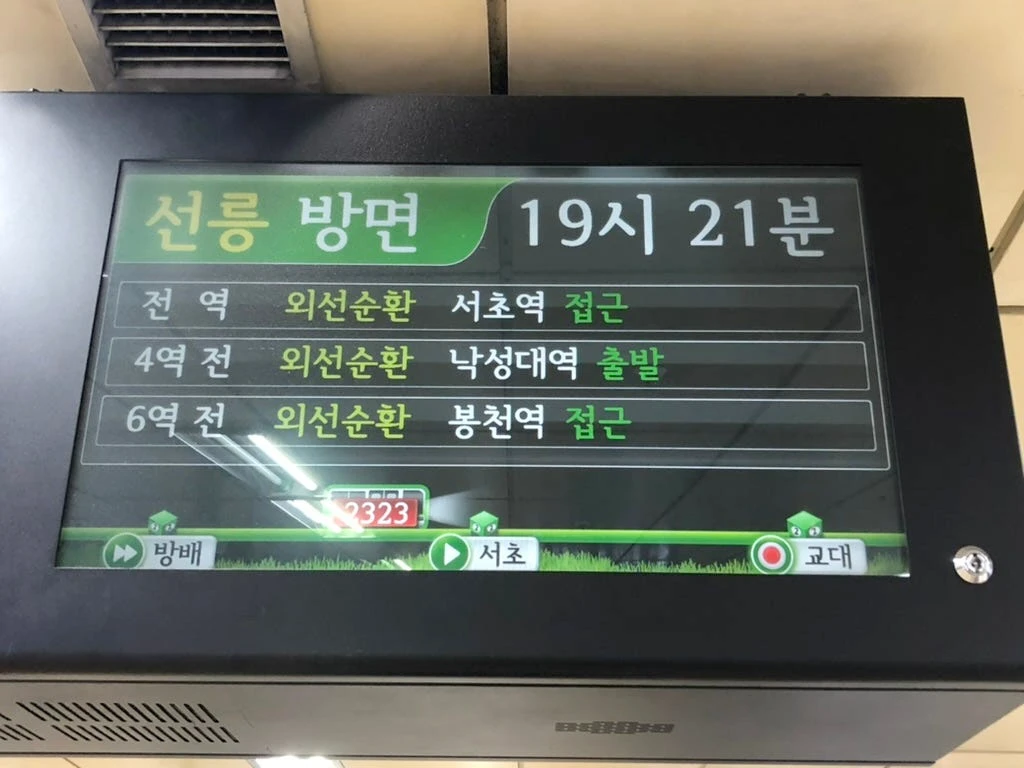 선릉 방면 19시 21분
전 역 외선순환 서초역 접근
4역 전 외선순환 낙성대역 출발
6역 전 외선순환 봉천역 접근
2323
방배 서초 교대